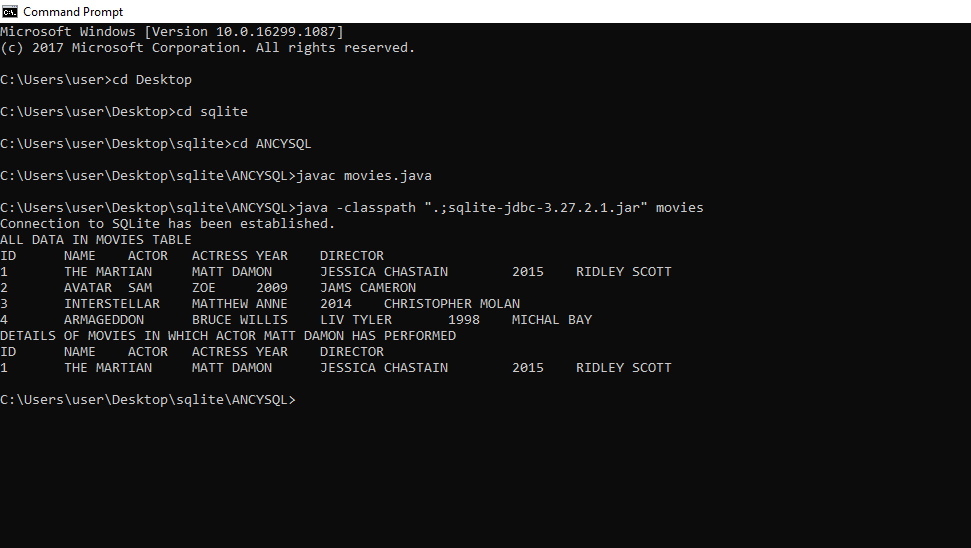 Command Prompt
Microsoft Windows [Version 10.0.16299.1087]
(c) 2017 Microsoft Corporation. All rights reserved.
C:\Users\user>cd Desktop
C:\Users\user\Desktop>cd sqlite
C:\Users\user\Desktop\sqlite>cd ANCYSQL
C:\Users\user\Desktop\sqlite\ANCYSQL>javac movies.java
C:\Users\user\Desktop\sqlite\ANCYSQL>java -classpath ".;sqlite-jdbc-3.27.2.1.jar" movies
Connection to SQLite has been established.
ALL DATA IN MOVIES TABLE
ID      NAME    ACTOR   ACTRESS YEAR    DIRECTOR
1       THE MARTIAN     MATT DAMON      JESSICA CHASTAIN        2015    RIDLEY SCOTT
2       AVATAR  SAM     ZOE     2009    JAMS CAMERON
3       INTERSTELLAR    MATTHEW ANNE    2014    CHRISTOPHER MOLAN
4       ARMAGEDDON      BRUCE WILLIS    LIV TYLER       1998    MICHAL BAY
DETAILS OF MOVIES IN WHICH ACTOR MATT DAMON HAS PERFORMED
ID      NAME    ACTOR   ACTRESS YEAR    DIRECTOR
1       THE MARTIAN     MATT DAMON      JESSICA CHASTAIN        2015    RIDLEY SCOTT
C:\Users\user\Desktop\sqlite\ANCYSQL>